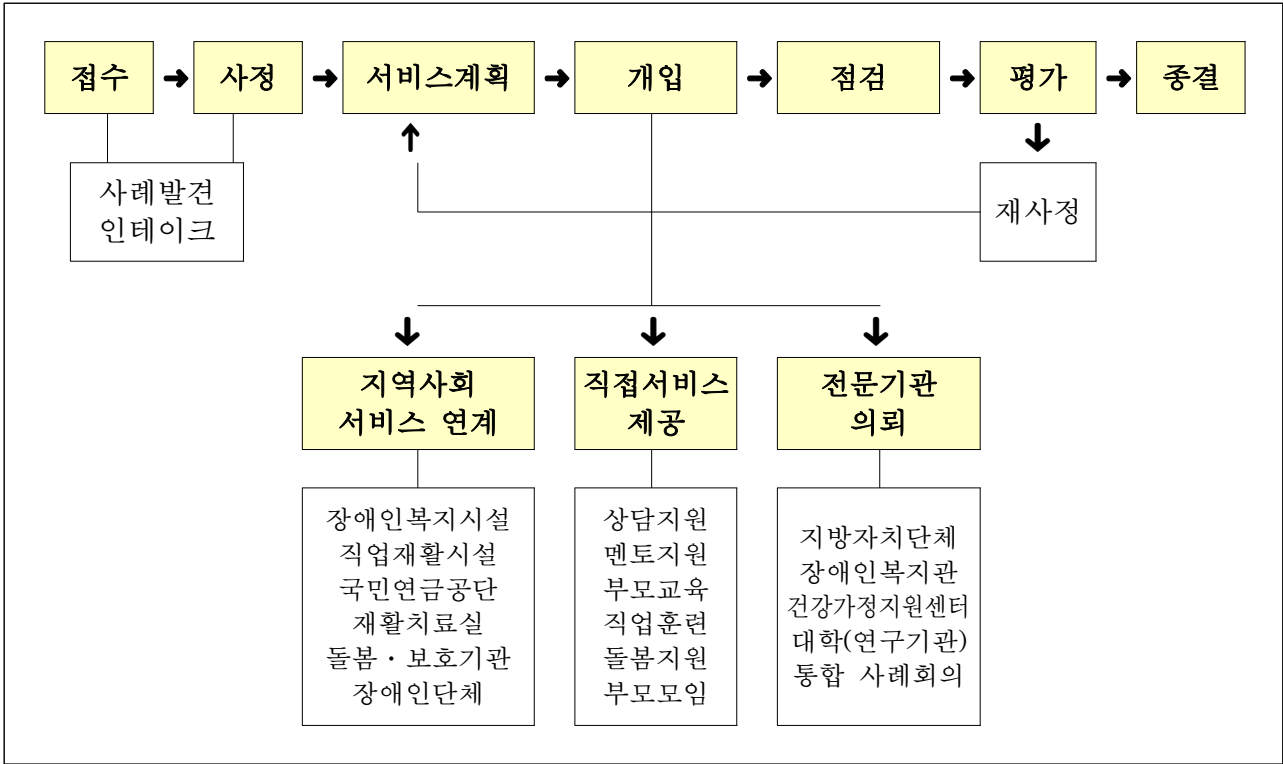 접수
사정
서비스계획
개입
점검
평가
종결
사례발견
인테이크
재사정
지역사회
서비스 연계
직접서비스
제공
전문기관
의뢰
장애인복지시설
직업재활시설
국민연금공단
재활치료실
돌봄·보호기관
장애인단체
상담지원
멘토지원
부모교육
직업훈련
돌봄지원
부모모임
지방자치단체
장애인복지관
건강가정지원센터
대학(연구기관)
통합 사례회의